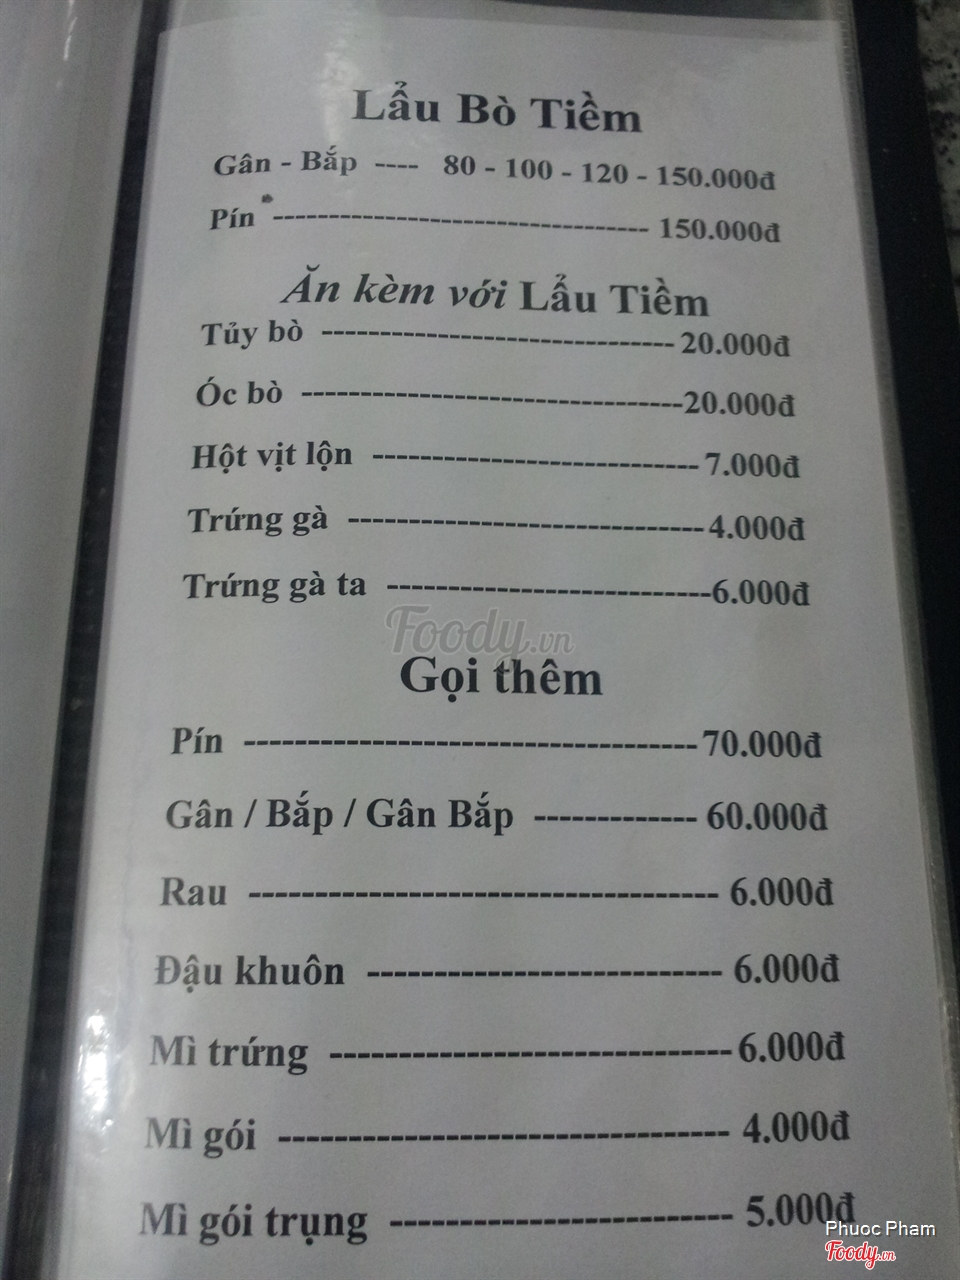 Lẩu Bò Tiềm
Gân - Bắp ---- 80 - 100 - 120 - 150.000đ
Pín ---------------------------------- 150.000đ
Ăn kèm với Lẩu Tiềm
Tủy bò -------------------------------- 20.000đ
Óc bò -----------------------------------20.000đ
Hột vịt lộn ----------------------------- 7.000đ
Trứng gà --------------------------------4.000đ
Trứng gà ta -----------------------------6.000đ
Foody.vn
Gọi thêm
Pín -------------------------------------70.000đ
Gân / Bắp / Gân Bắp ------------- 60.000đ
Rau ------------------------------------ 6.000đ
Đậu khuôn --------------------------- 6.000đ
Mì trứng -------------------------------6.000đ
Mì gói --------------------------------- 4.000đ
Mì gói trụng -------------------------- 5.000đ
Phuoc Pham
Foody.vn